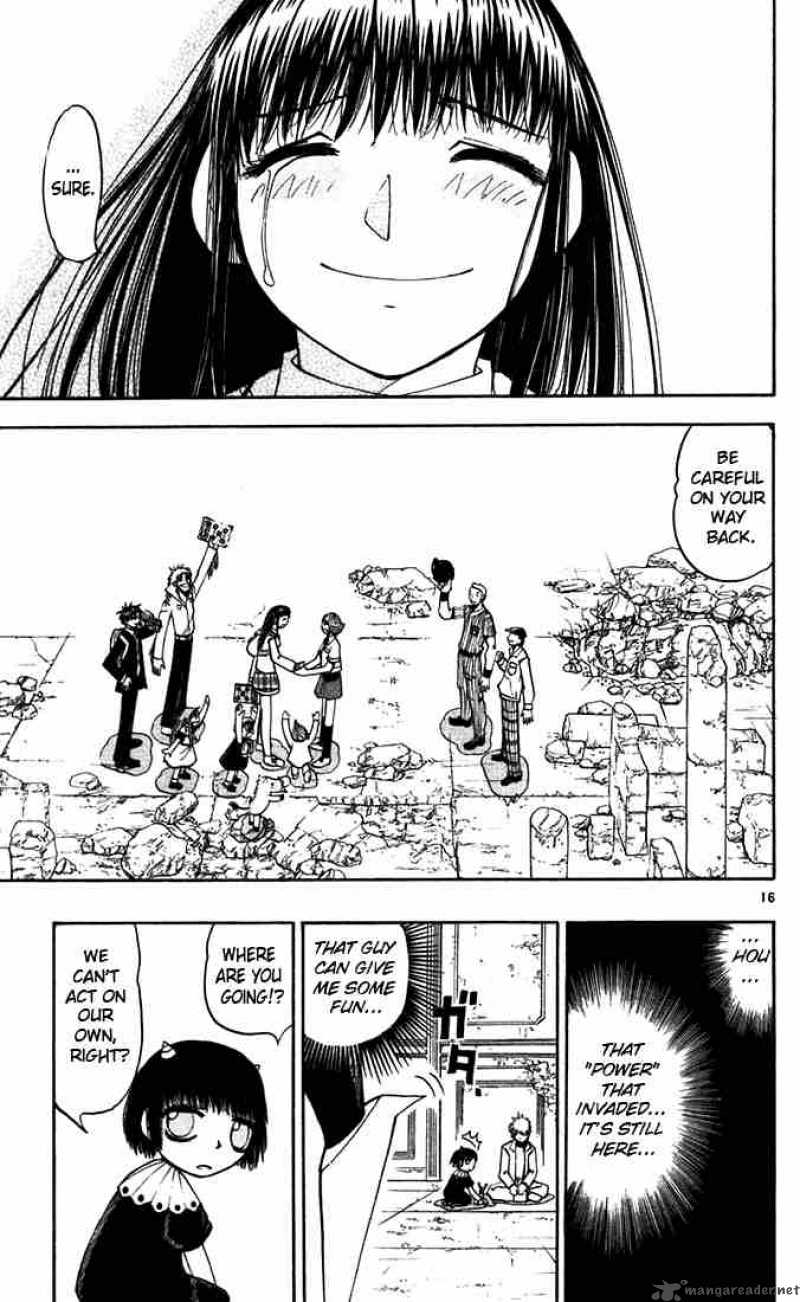 ...
SURE.
BE
CAREFUL
ON YOUR
WAY
BACK.
16
...
HOU
...
THAT
"POWER"
THAT
INVADED...
IT'S STILL
HERE...
THAT GUY
CAN GIVE
ME SOME
FUN...
ガタ
WHERE
ARE YOU
GOING!?
WE
CAN'T
ACT ON
OUR
OWN,
RIGHT?
mangareader.net